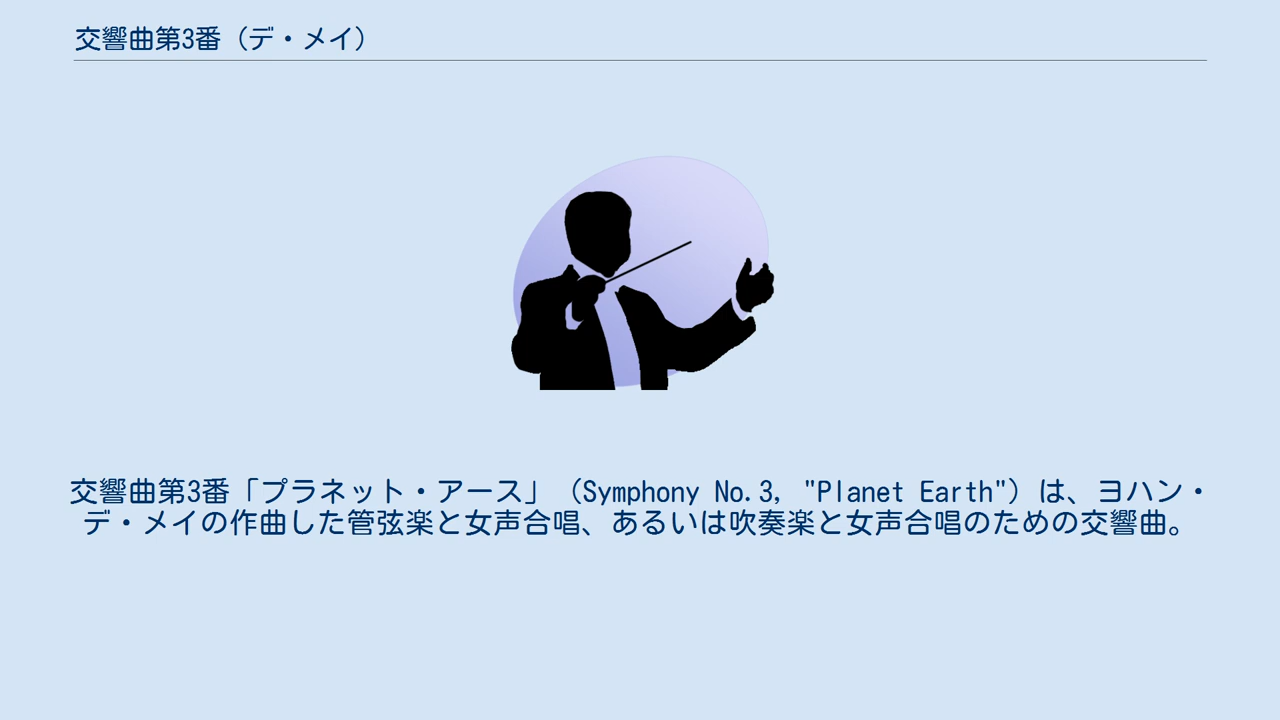 交響曲第3番（デ・メイ）
交響曲第3番「プラネット・アース」（Symphony No.3, "Planet Earth"）は、ヨハン・
デ・メイの作曲した管弦楽と女声合唱、あるいは吹奏楽と女声合唱のための交響曲。